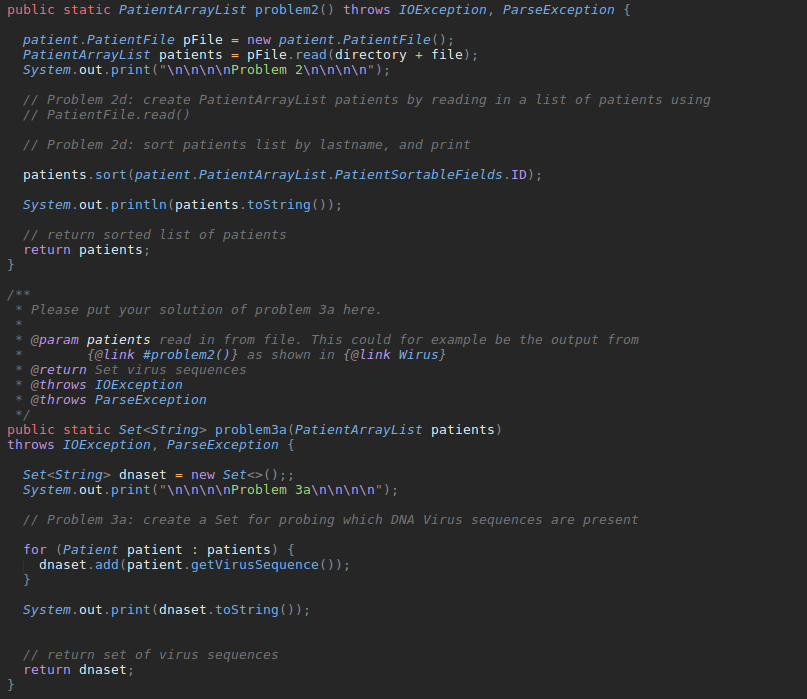 public static PatientArrayList problem2() throws IOException, ParseException {
patient.PatientFile pFile = new patient.PatientFile();
PatientArrayList patients = pFile.read(directory + file);
System.out.print("\n\n\n\nProblem 2\n\n\n\n");
// Problem 2d: create PatientArrayList patients by reading in a list of patients using
// PatientFile.read()
// Problem 2d: sort patients list by lastname, and print
patients.sort(patient.PatientArrayList.PatientSortableFields.ID);
System.out.println(patients.toString());
// return sorted list of patients
return patients;
}
/**
* Please put your solution of problem 3a here.
*
* @param patients read in from file. This could for example be the output from
* {@link #problem2()} as shown in {@link Wirus}
* @return Set virus sequences
* @throws IOException
* @throws ParseException
*/
public static Set<String> problem3a(PatientArrayList patients)
throws IOException, ParseException {
Set<String> dnaset = new Set<>();;
System.out.print("\n\n\n\nProblem 3a\n\n\n\n");
// Problem 3a: create a Set for probing which DNA Virus sequences are present
for (Patient patient : patients) {
dnaset.add(patient.getVirusSequence());
}
System.out.print(dnaset.toString());
// return set of virus sequences
return dnaset;
}